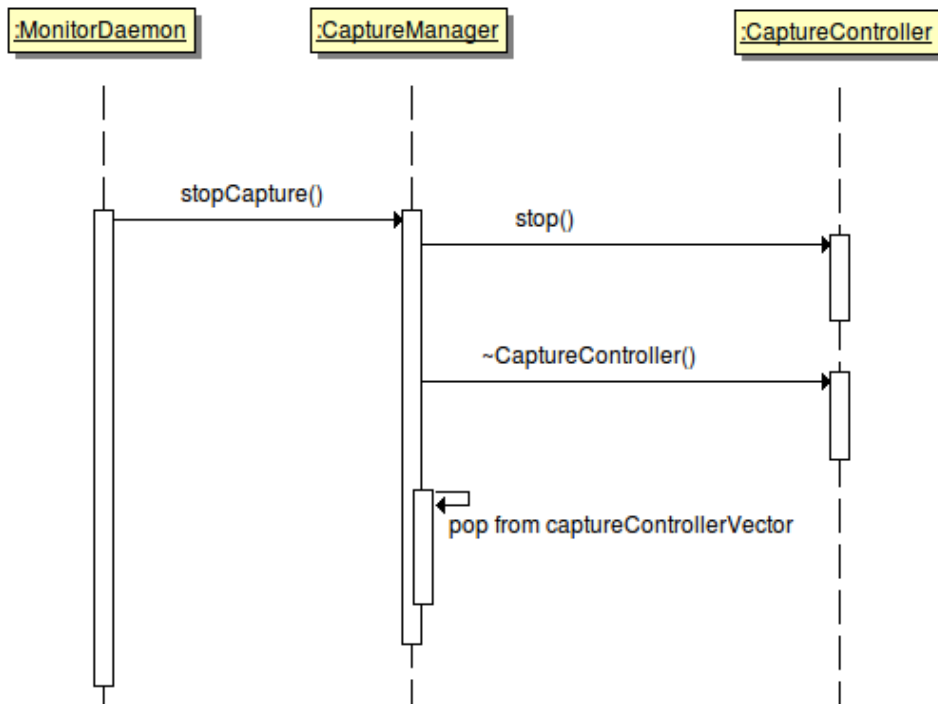 :MonitorDaemon
:CaptureManager
:CaptureController
stopCapture()
stop()
~CaptureController()
pop from captureControllerVector